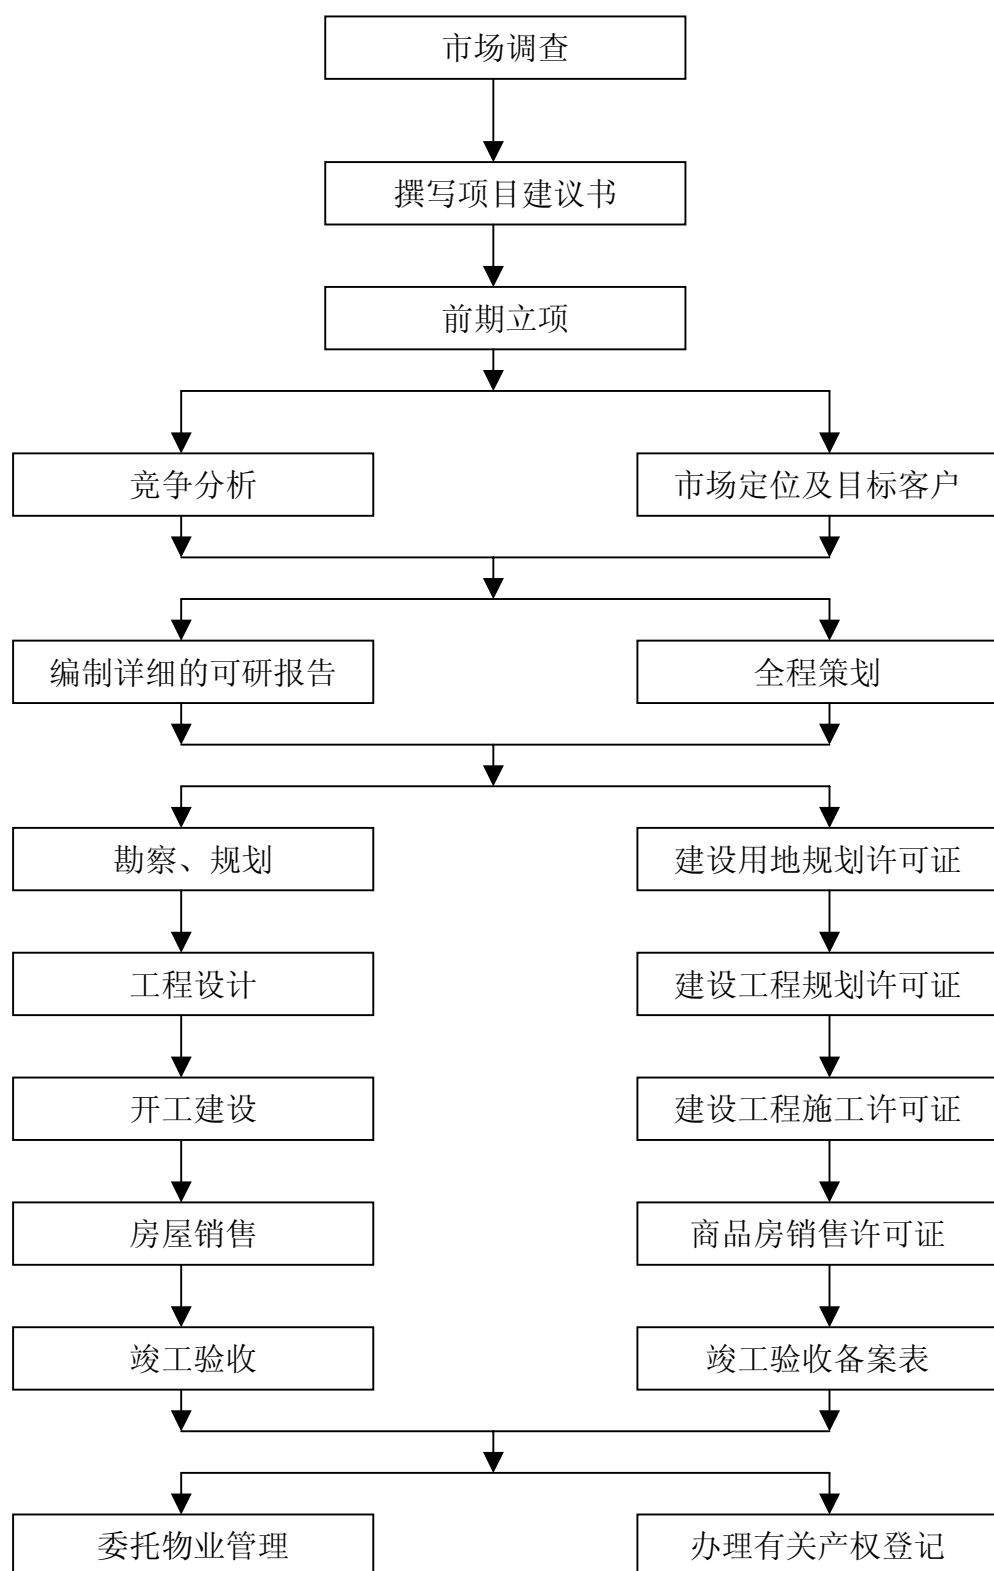 市场调查
撰写项目建议书
前期立项
竞争分析
市场定位及目标客户
编制详细的可研报告
全程策划
勘察、规划
建设用地规划许可证
工程设计
建设工程规划许可证
开工建设
建设工程施工许可证
房屋销售
商品房销售许可证
竣工验收
竣工验收备案表
委托物业管理
办理有关产权登记